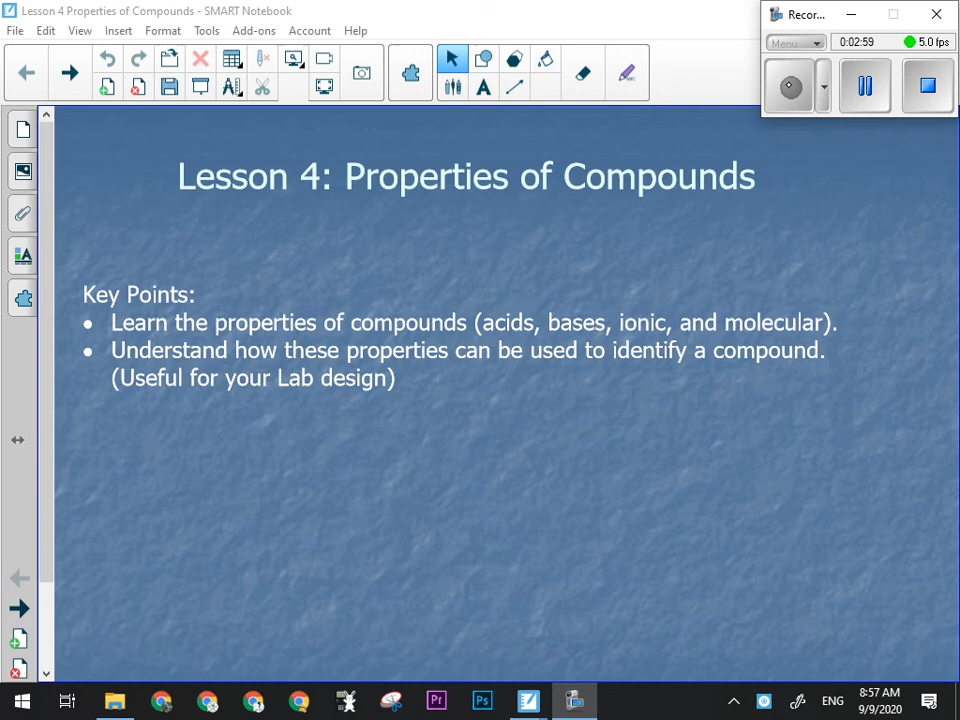 Lesson 4 Properties of Compounds - SMART Notebook
File Edit View Insert Format Tools Add-ons Account Help
Recor...
Menu
0:02:59
5.0 fps
Lesson 4: Properties of Compounds
Key Points:
• Learn the properties of compounds (acids, bases, ionic, and molecular).
• Understand how these properties can be used to identify a compound.
(Useful for your Lab design)
Pr
Ps
ENG
8:57 AM
9/9/2020